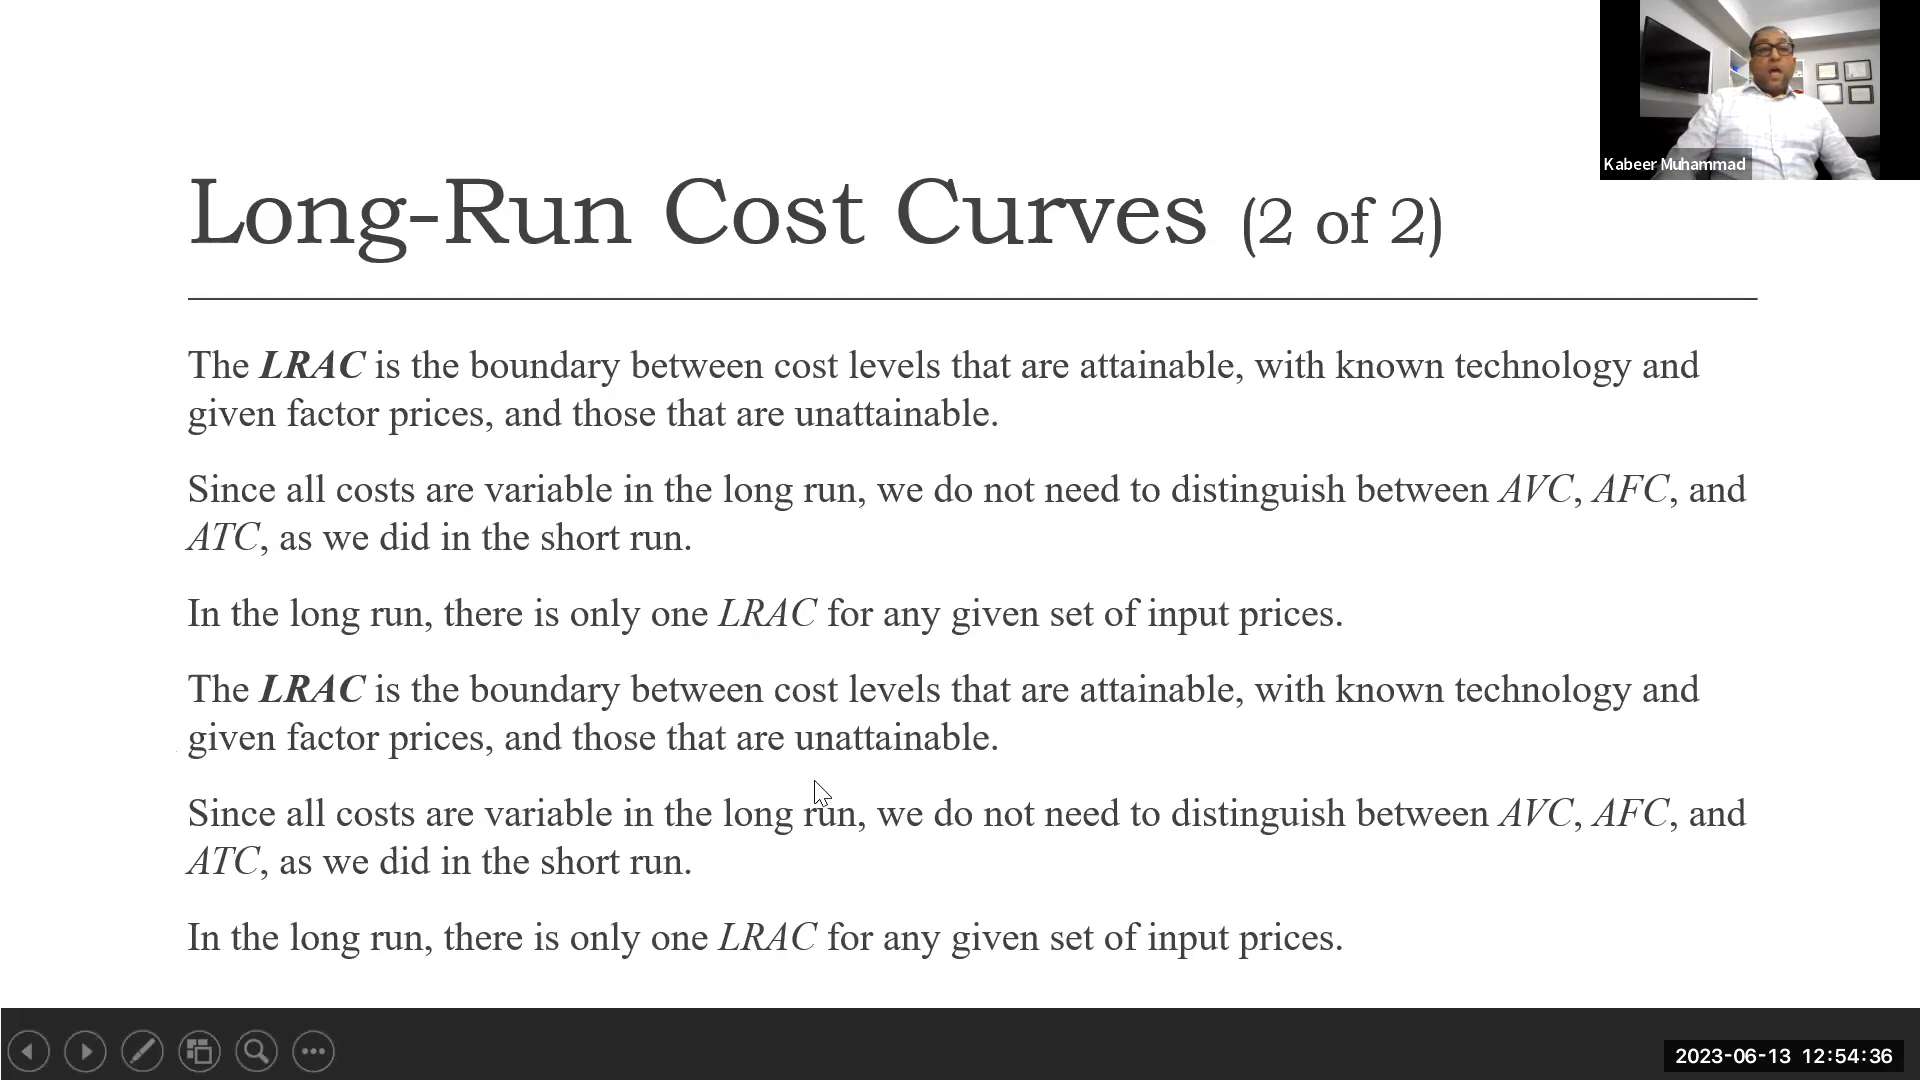 Kabeer Muhammad
Long-Run Cost Curves (2 of 2)
The LRAC is the boundary between cost levels that are attainable, with known technology and
given factor prices, and those that are unattainable.
Since all costs are variable in the long run, we do not need to distinguish between AVC, AFC, and
ATC, as we did in the short run.
In the long run, there is only one LRAC for any given set of input prices.
The LRAC is the boundary between cost levels that are attainable, with known technology and
given factor prices, and those that are unattainable.
Since all costs are variable in the long run, we do not need to distinguish between AVC, AFC, and
ATC, as we did in the short run.
In the long run, there is only one LRAC for any given set of input prices.
2023-06-13 12:54:36